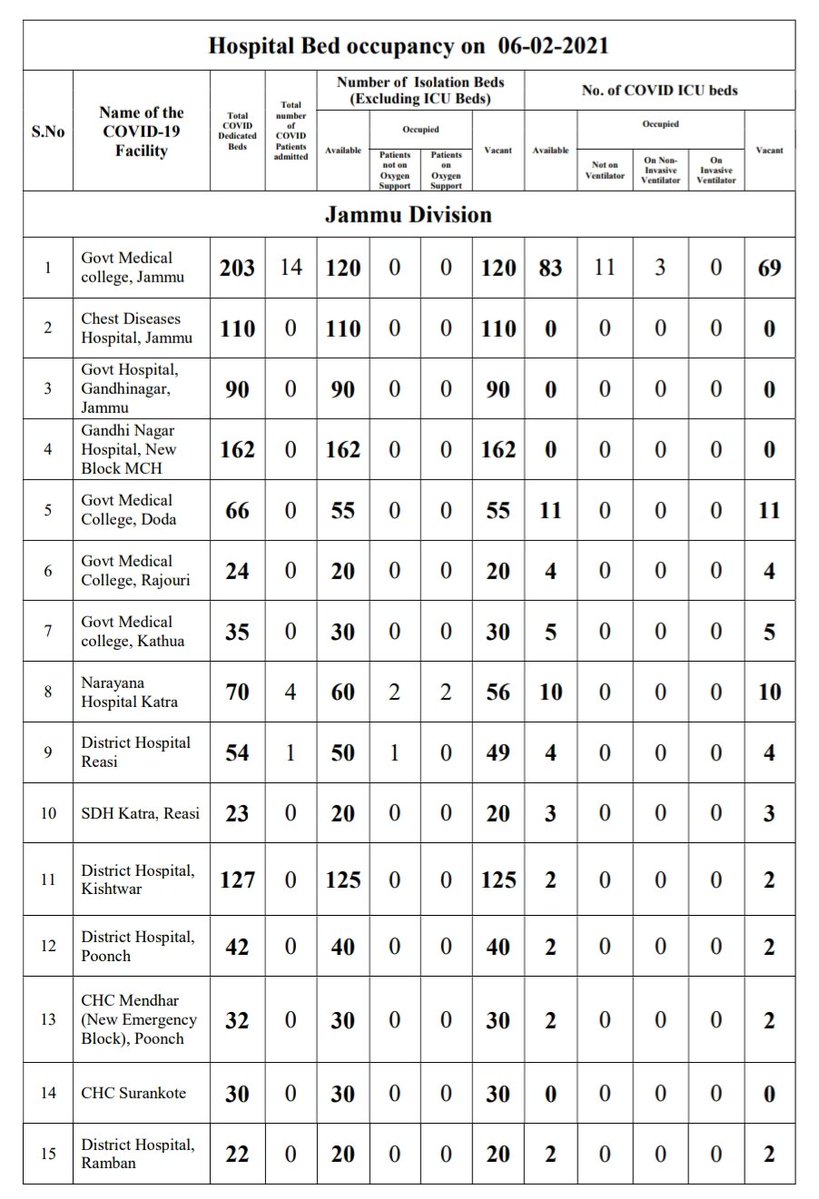 Hospital Bed occupancy on 06-02-2021
S.No
Name of the
COVID-19
Facility
Total
COVID
Dedicated
Beds
Total
number
of
COVID
Patients
admitted
Number of Isolation Beds
(Excluding ICU Beds)
No. of COVID ICU beds
Available
Occupied
Vacant
Available
Occupied
Vacant
Patients
not on
Oxygen
Support
Patients
on
Oxygen
Support
Not on
Ventilator
On Non-
Invasive
Ventilator
On
Invasive
Ventilator
Jammu Division
1 Govt Medical
college, Jammu 203 14 120 0 0 120 83 11 3 0 69
2 Chest Diseases
Hospital, Jammu 110 0 110 0 0 110 0 0 0 0 0
3 Govt Hospital,
Gandhinagar,
Jammu 90 0 90 0 0 90 0 0 0 0 0
4 Gandhi Nagar
Hospital, New
Block MCH 162 0 162 0 0 162 0 0 0 0 0
5 Govt Medical
College, Doda 66 0 55 0 0 55 11 0 0 0 11
6 Govt Medical
College, Rajouri 24 0 20 0 0 20 4 0 0 0 4
7 Govt Medical
college, Kathua 35 0 30 0 0 30 5 0 0 0 5
8 Narayana
Hospital Katra 70 4 60 2 2 56 10 0 0 0 10
9 District Hospital
Reasi 54 1 50 1 0 49 4 0 0 0 4
10 SDH Katra, Reasi 23 0 20 0 0 20 3 0 0 0 3
11 District Hospital,
Kishtwar 127 0 125 0 0 125 2 0 0 0 2
12 District Hospital,
Poonch 42 0 40 0 0 40 2 0 0 0 2
13 CHC Mendhar
(New Emergency
Block), Poonch 32 0 30 0 0 30 2 0 0 0 2
14 CHC Surankote 30 0 30 0 0 30 0 0 0 0 0
15 District Hospital,
Ramban 22 0 20 0 0 20 2 0 0 0 2